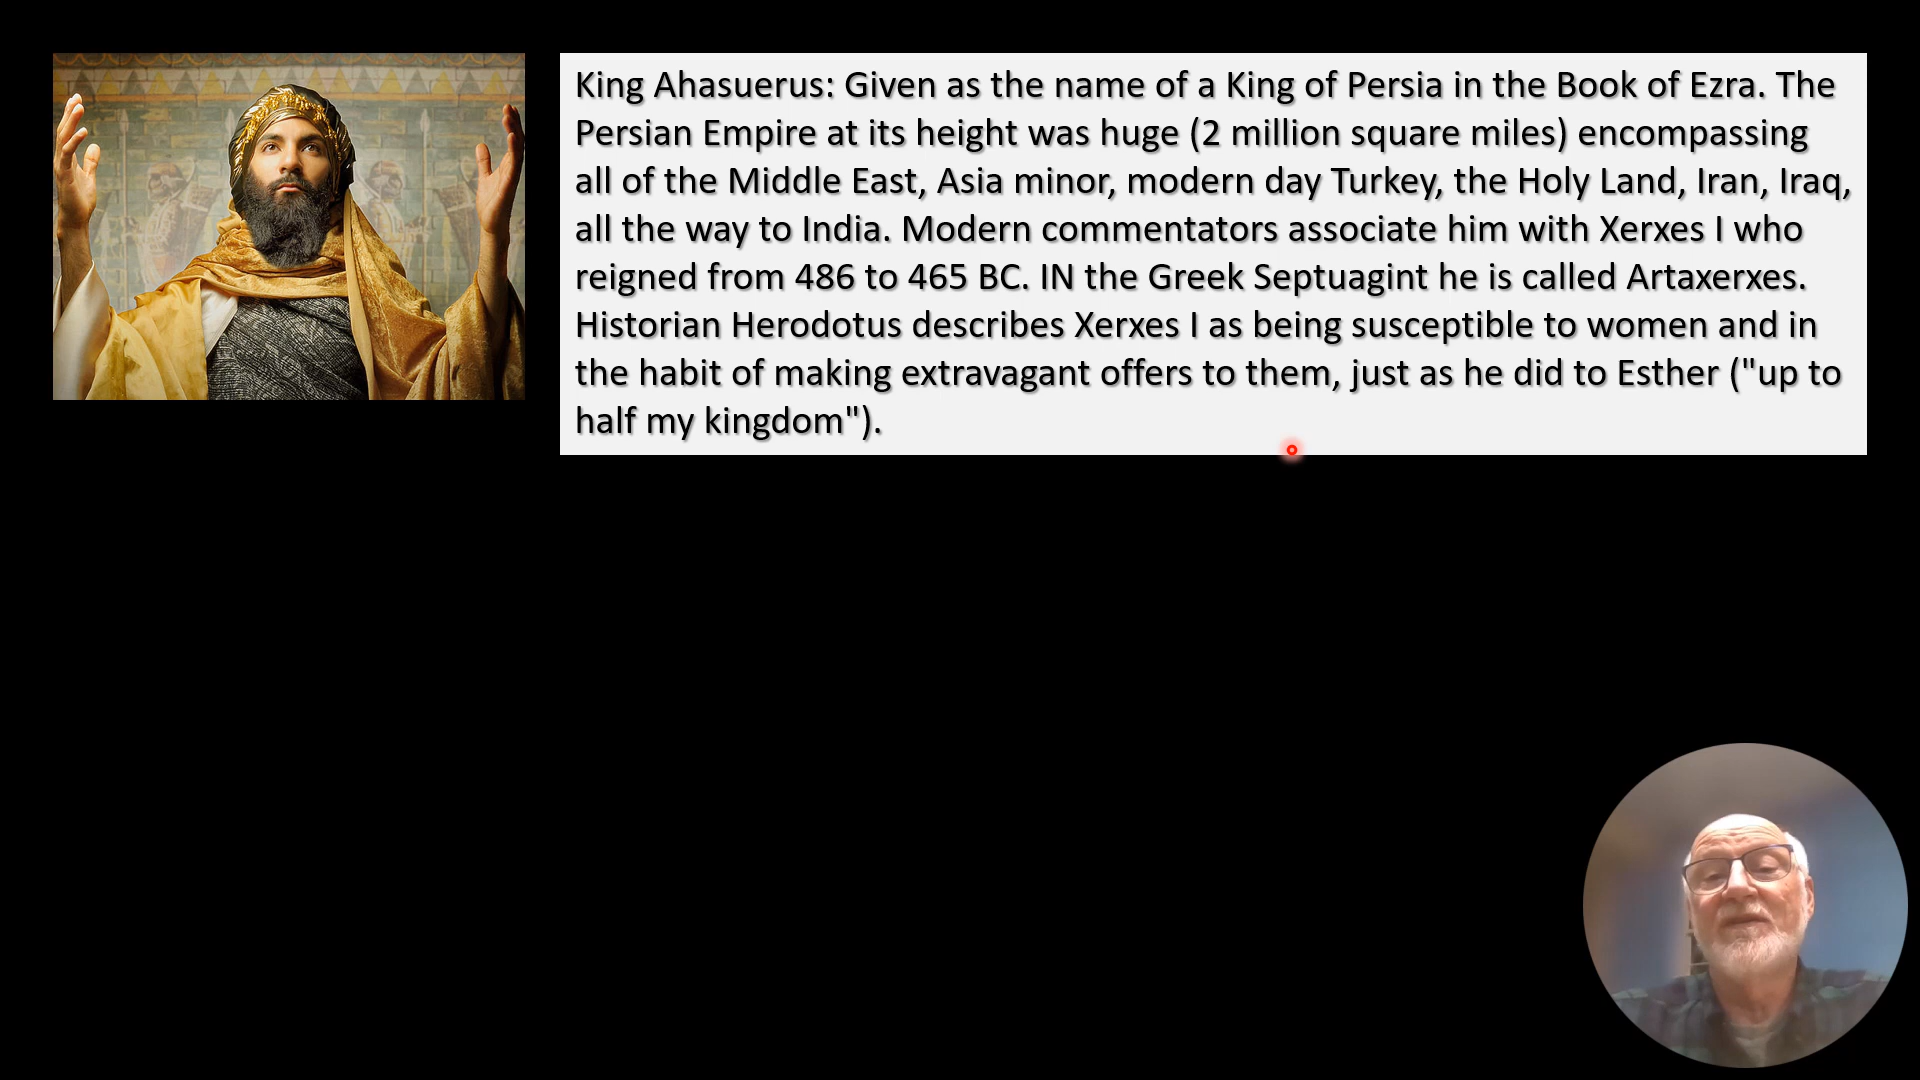 King Ahasuerus: Given as the name of a King of Persia in the Book of Ezra. The
Persian Empire at its height was huge (2 million square miles) encompassing
all of the Middle East, Asia minor, modern day Turkey, the Holy Land, Iran, Iraq,
all the way to India. Modern commentators associate him with Xerxes I who
reigned from 486 to 465 BC. IN the Greek Septuagint he is called Artaxerxes.
Historian Herodotus describes Xerxes I as being susceptible to women and in
the habit of making extravagant offers to them, just as he did to Esther ("up to
half my kingdom").